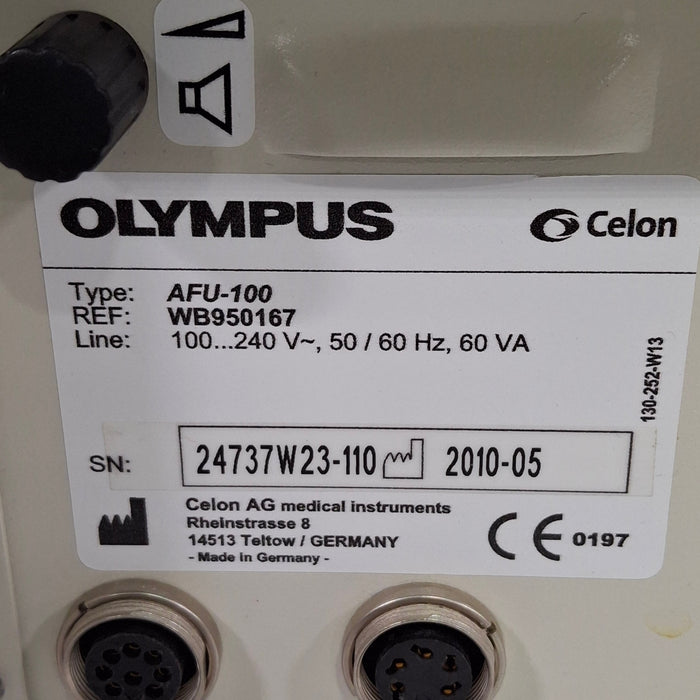 OLYMPUS Celon
Type: AFU-100
REF: WB950167
Line: 100...240 V~, 50 / 60 Hz, 60 VA
130-252-W13
SN: 24737W23-110 2010-05
Celon AG medical instruments
Rheinstrasse 8
14513 Teltow / GERMANY
- Made in Germany -
CE 0197